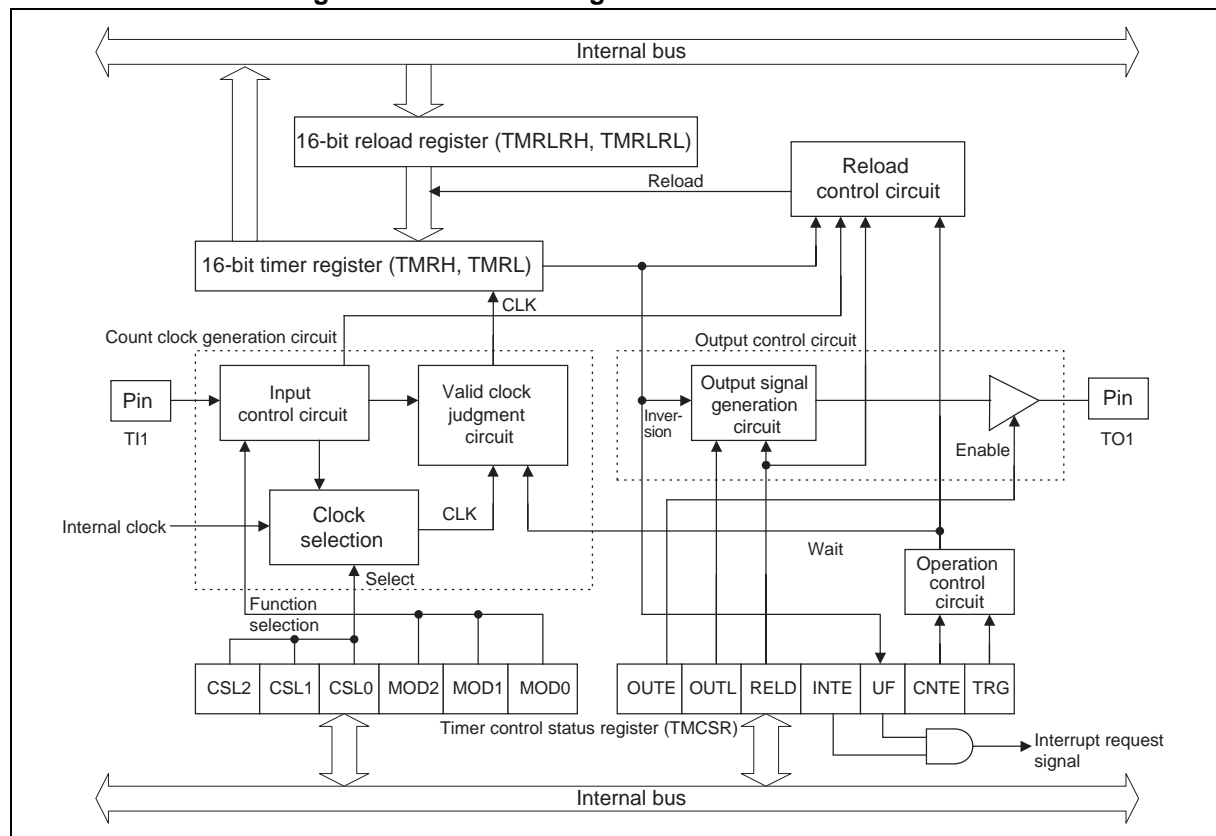 Internal bus
16-bit reload register (TMRLRH, TMRLRL)
Reload
Reload
control circuit
16-bit timer register (TMRH, TMRL)
CLK
Count clock generation circuit
Output control circuit
Pin
TI1
Input
control circuit
Valid clock
judgment
circuit
Inver-
sion
Output signal
generation
circuit
Enable
Pin
TO1
Internal clock
Clock
selection
CLK
Select
Wait
Operation
control
circuit
Function
selection
CSL2 CSL1 CSL0 MOD2 MOD1 MOD0
OUTE OUTL RELD INTE UF CNTE TRG
Timer control status register (TMCSR)
Interrupt request
signal
Internal bus